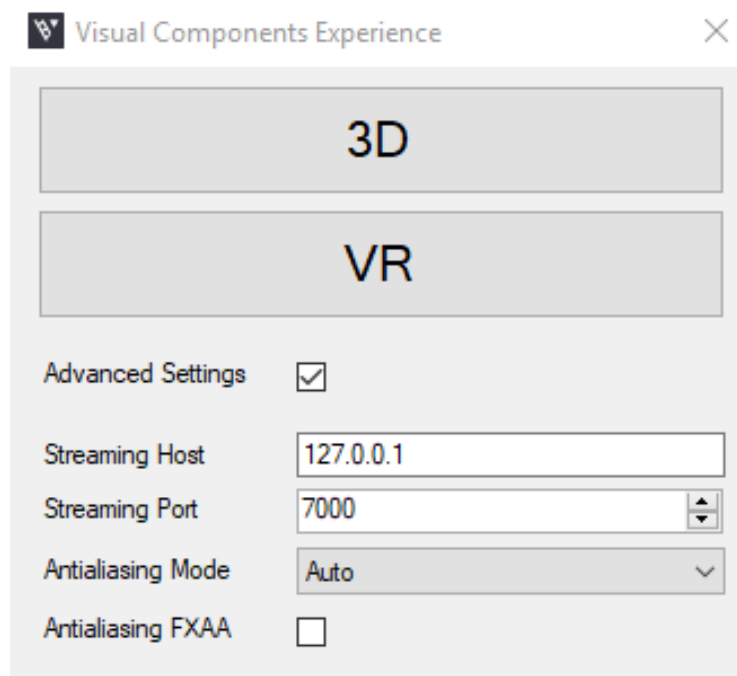 Visual Components Experience
3D
VR
Advanced Settings
Streaming Host 127.0.0.1
Streaming Port 7000
Antialiasing Mode Auto
Antialiasing FXAA